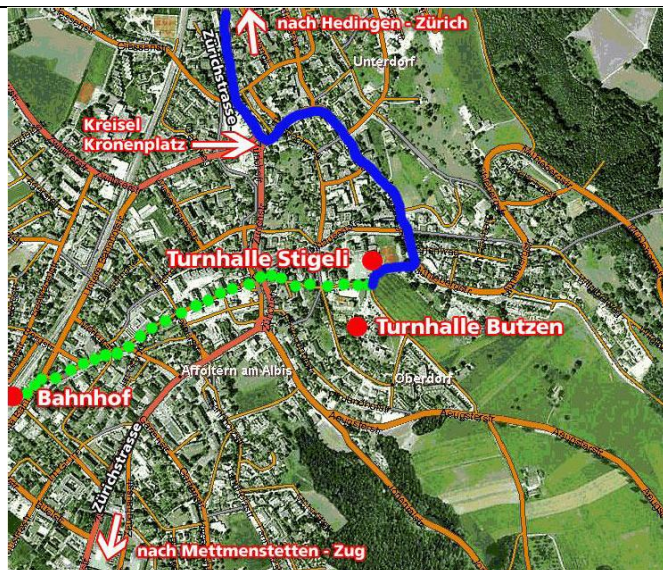 nach Hedingen - Zürich
Zürichstrasse
Unterdorf
Kreisel
Kronenplatz
Turnhalle Stigeli
Turnhalle Butzen
Bahnhof
Affoltern am Albis
Oberdorf
Zürichstrasse
nach Mettmenstetten - Zug